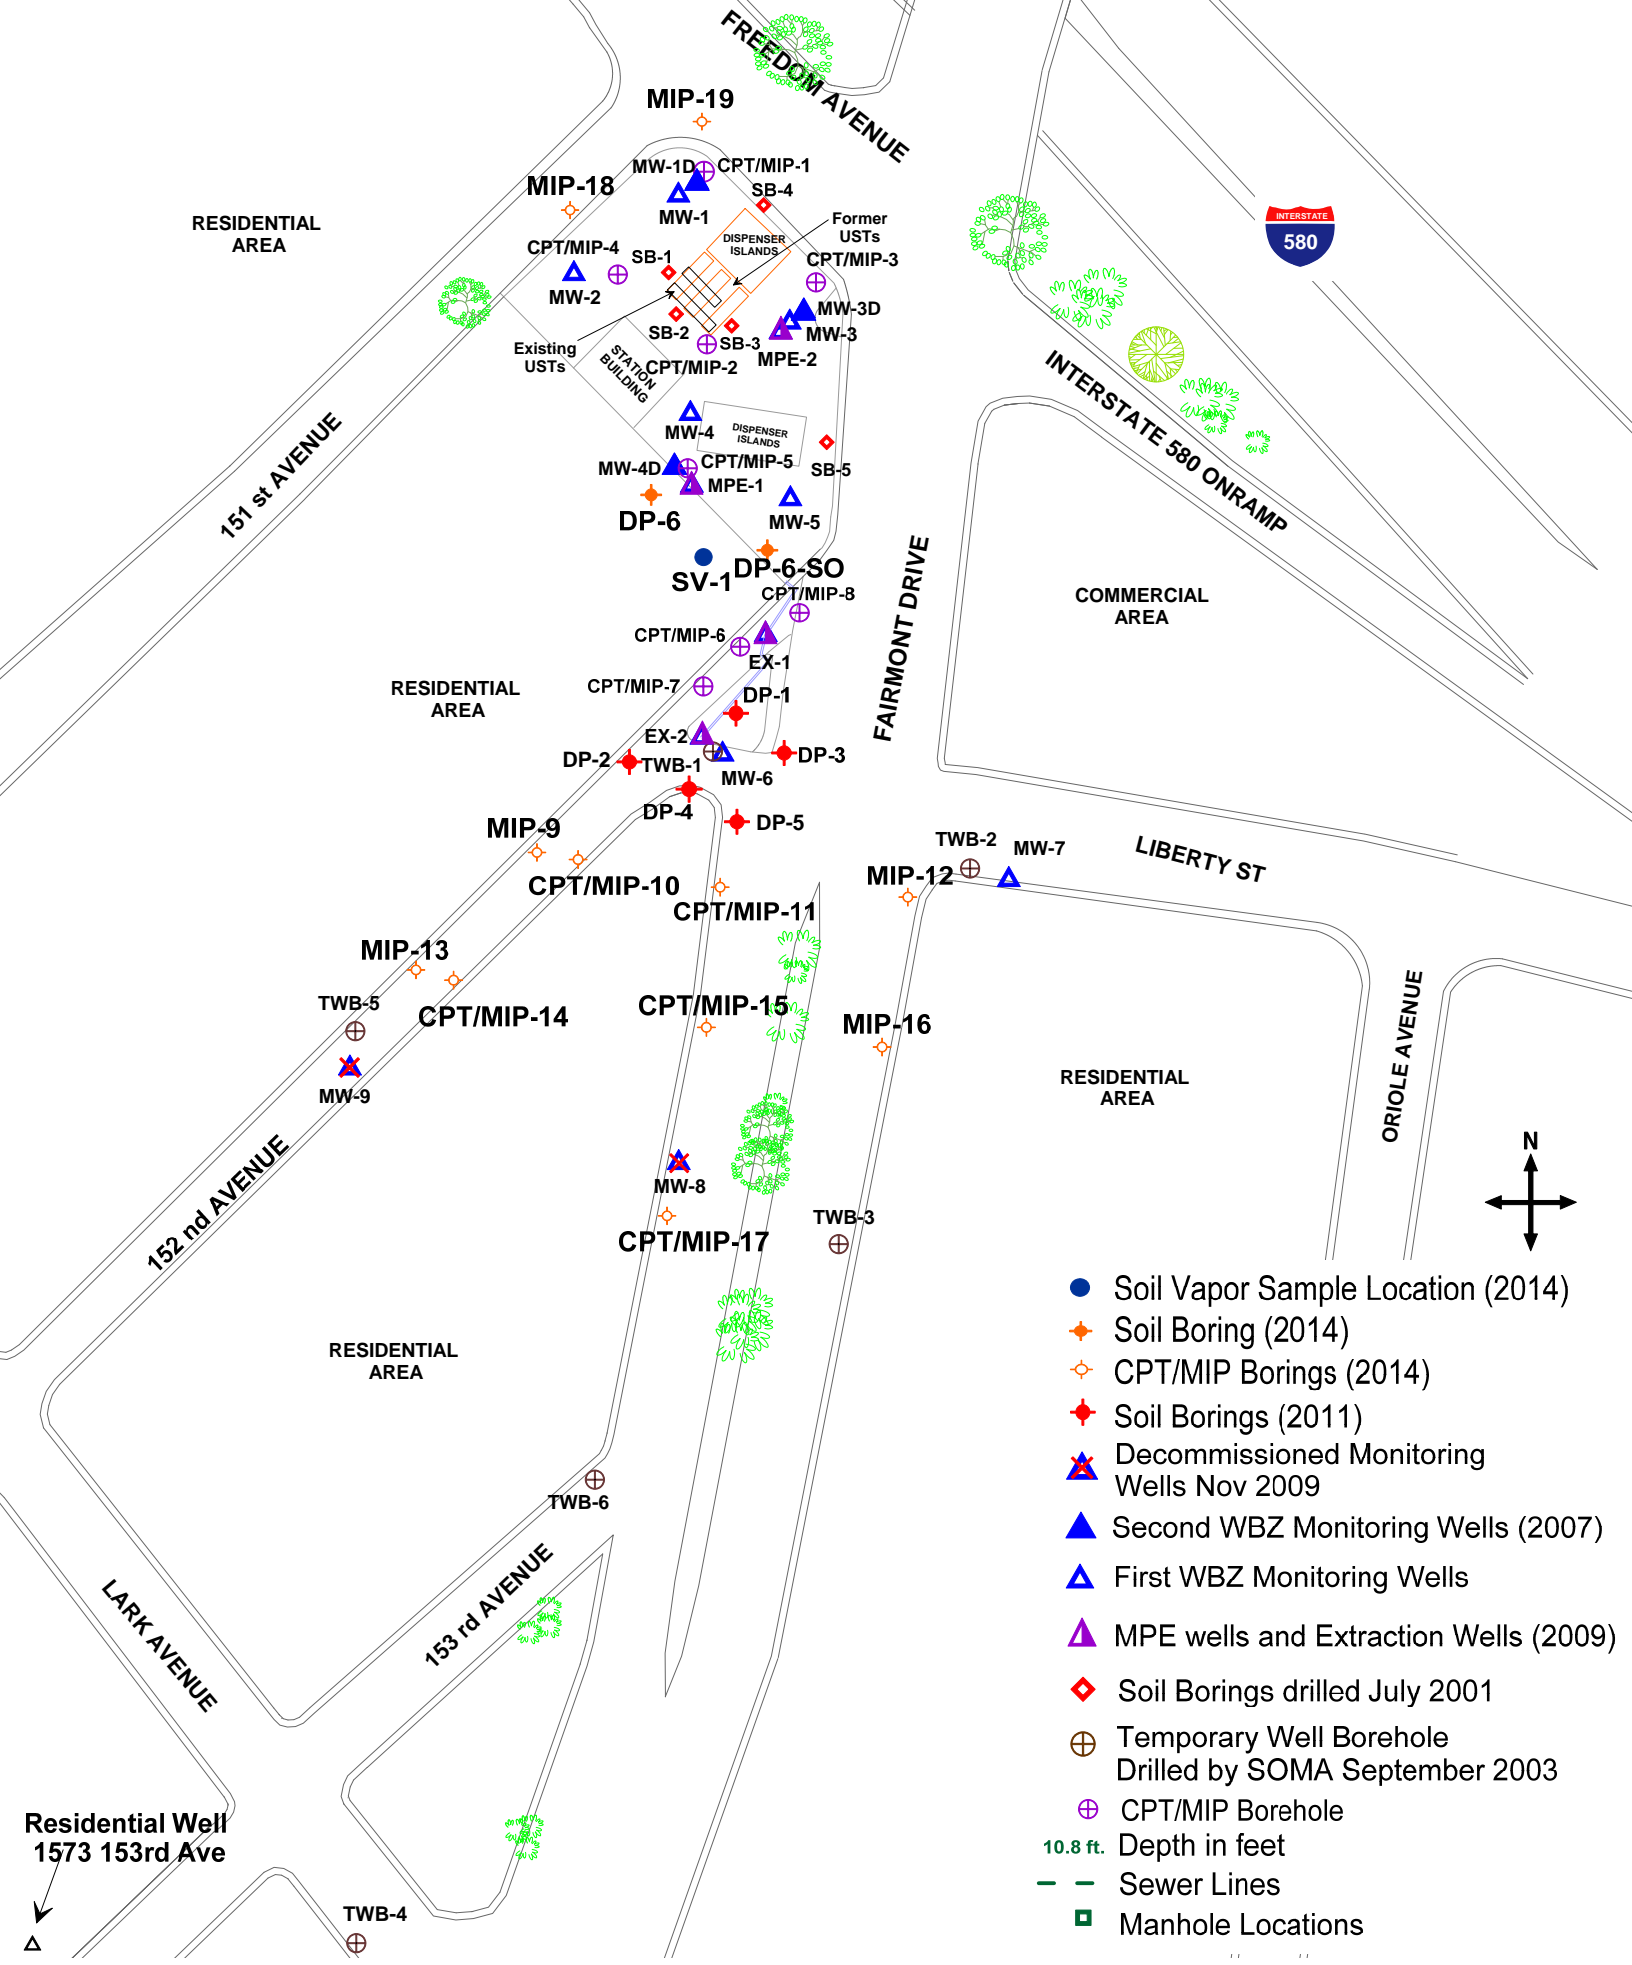 FREEDOM AVENUE
MIP-19
MW-1D
CPT/MIP-1
MIP-18
SB-4
MW-1
RESIDENTIAL
AREA
Former
USTs
INTERSTATE
580
DISPENSER
ISLANDS
CPT/MIP-4
SB-1
CPT/MIP-3
MW-2
MW-3D
SB-2
SB-3
MW-3
Existing
USTs
STATION
BUILDING
CPT/MIP-2
MPE-2
INTERSTATE 580 ONRAMP
MW-4
DISPENSER
ISLANDS
151 st AVENUE
MW-4D
CPT/MIP-5
SB-5
MPE-1
DP-6
MW-5
SV-1
DP-6-SO
CPT/MIP-8
FAIRMONT DRIVE
COMMERCIAL
AREA
CPT/MIP-6
EX-1
RESIDENTIAL
AREA
CPT/MIP-7
DP-1
EX-2
DP-2
TWB-1
DP-3
MW-6
DP-4
DP-5
MIP-9
TWB-2
MW-7
LIBERTY ST
CPT/MIP-10
MIP-12
CPT/MIP-11
MIP-13
TWB-5
CPT/MIP-14
CPT/MIP-15
MIP-16
ORIOLE AVENUE
MW-9
RESIDENTIAL
AREA
152 nd AVENUE
MW-8
N
TWB-3
CPT/MIP-17
RESIDENTIAL
AREA
TWB-6
LARK AVENUE
153 rd AVENUE
Residential Well
1573 153rd Ave
TWB-4
Soil Vapor Sample Location (2014)
Soil Boring (2014)
CPT/MIP Borings (2014)
Soil Borings (2011)
Decommissioned Monitoring
Wells Nov 2009
Second WBZ Monitoring Wells (2007)
First WBZ Monitoring Wells
MPE wells and Extraction Wells (2009)
Soil Borings drilled July 2001
Temporary Well Borehole
Drilled by SOMA September 2003
CPT/MIP Borehole
10.8 ft. Depth in feet
Sewer Lines
Manhole Locations